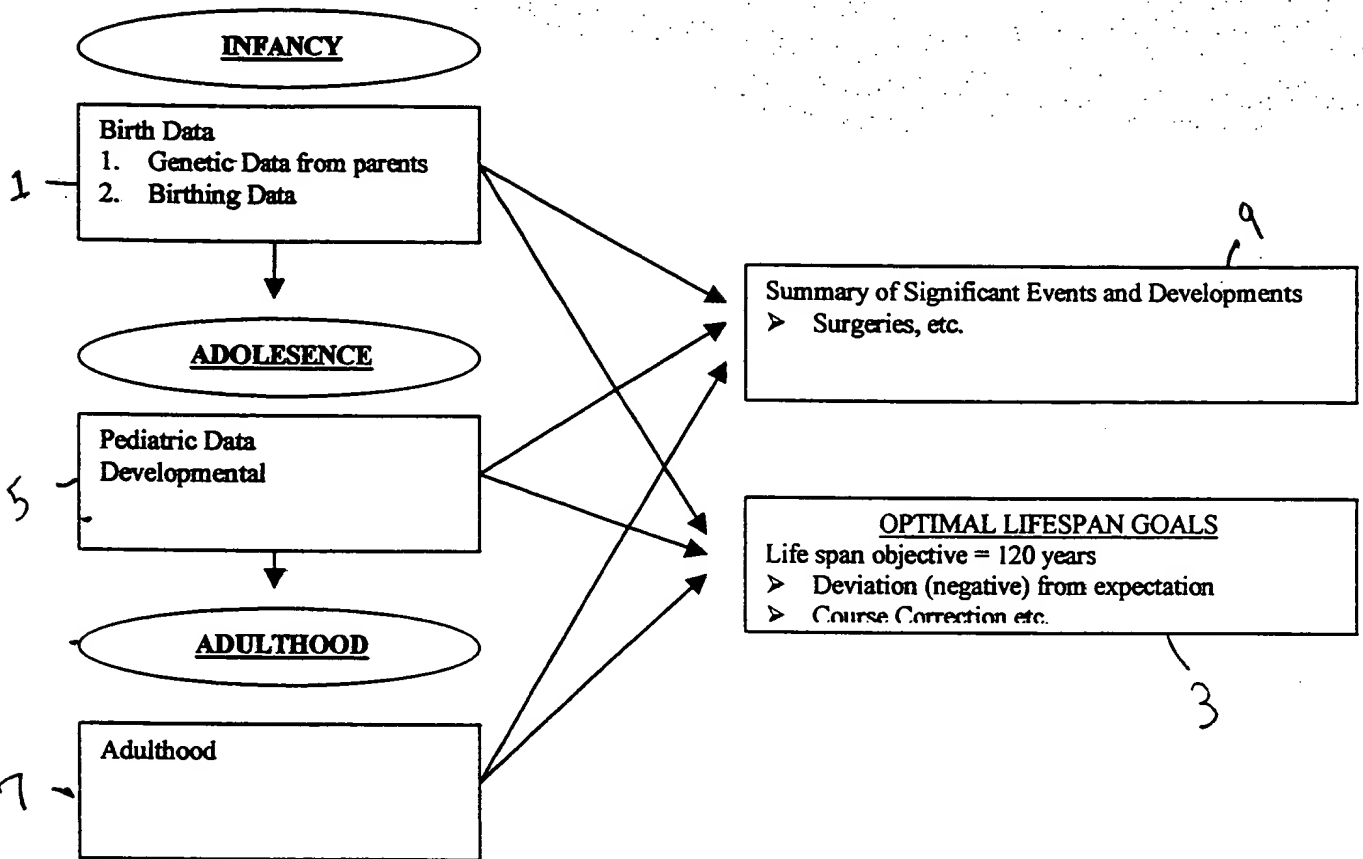 INFANCY
Birth Data
1. Genetic Data from parents
2. Birthing Data
1
ADOLESENCE
Pediatric Data
Developmental
5
ADULTHOOD
Adulthood
7
9
Summary of Significant Events and Developments
➢ Surgeries, etc.
OPTIMAL LIFESPAN GOALS
Life span objective = 120 years
➢ Deviation (negative) from expectation
➢ Course Correction etc.
3